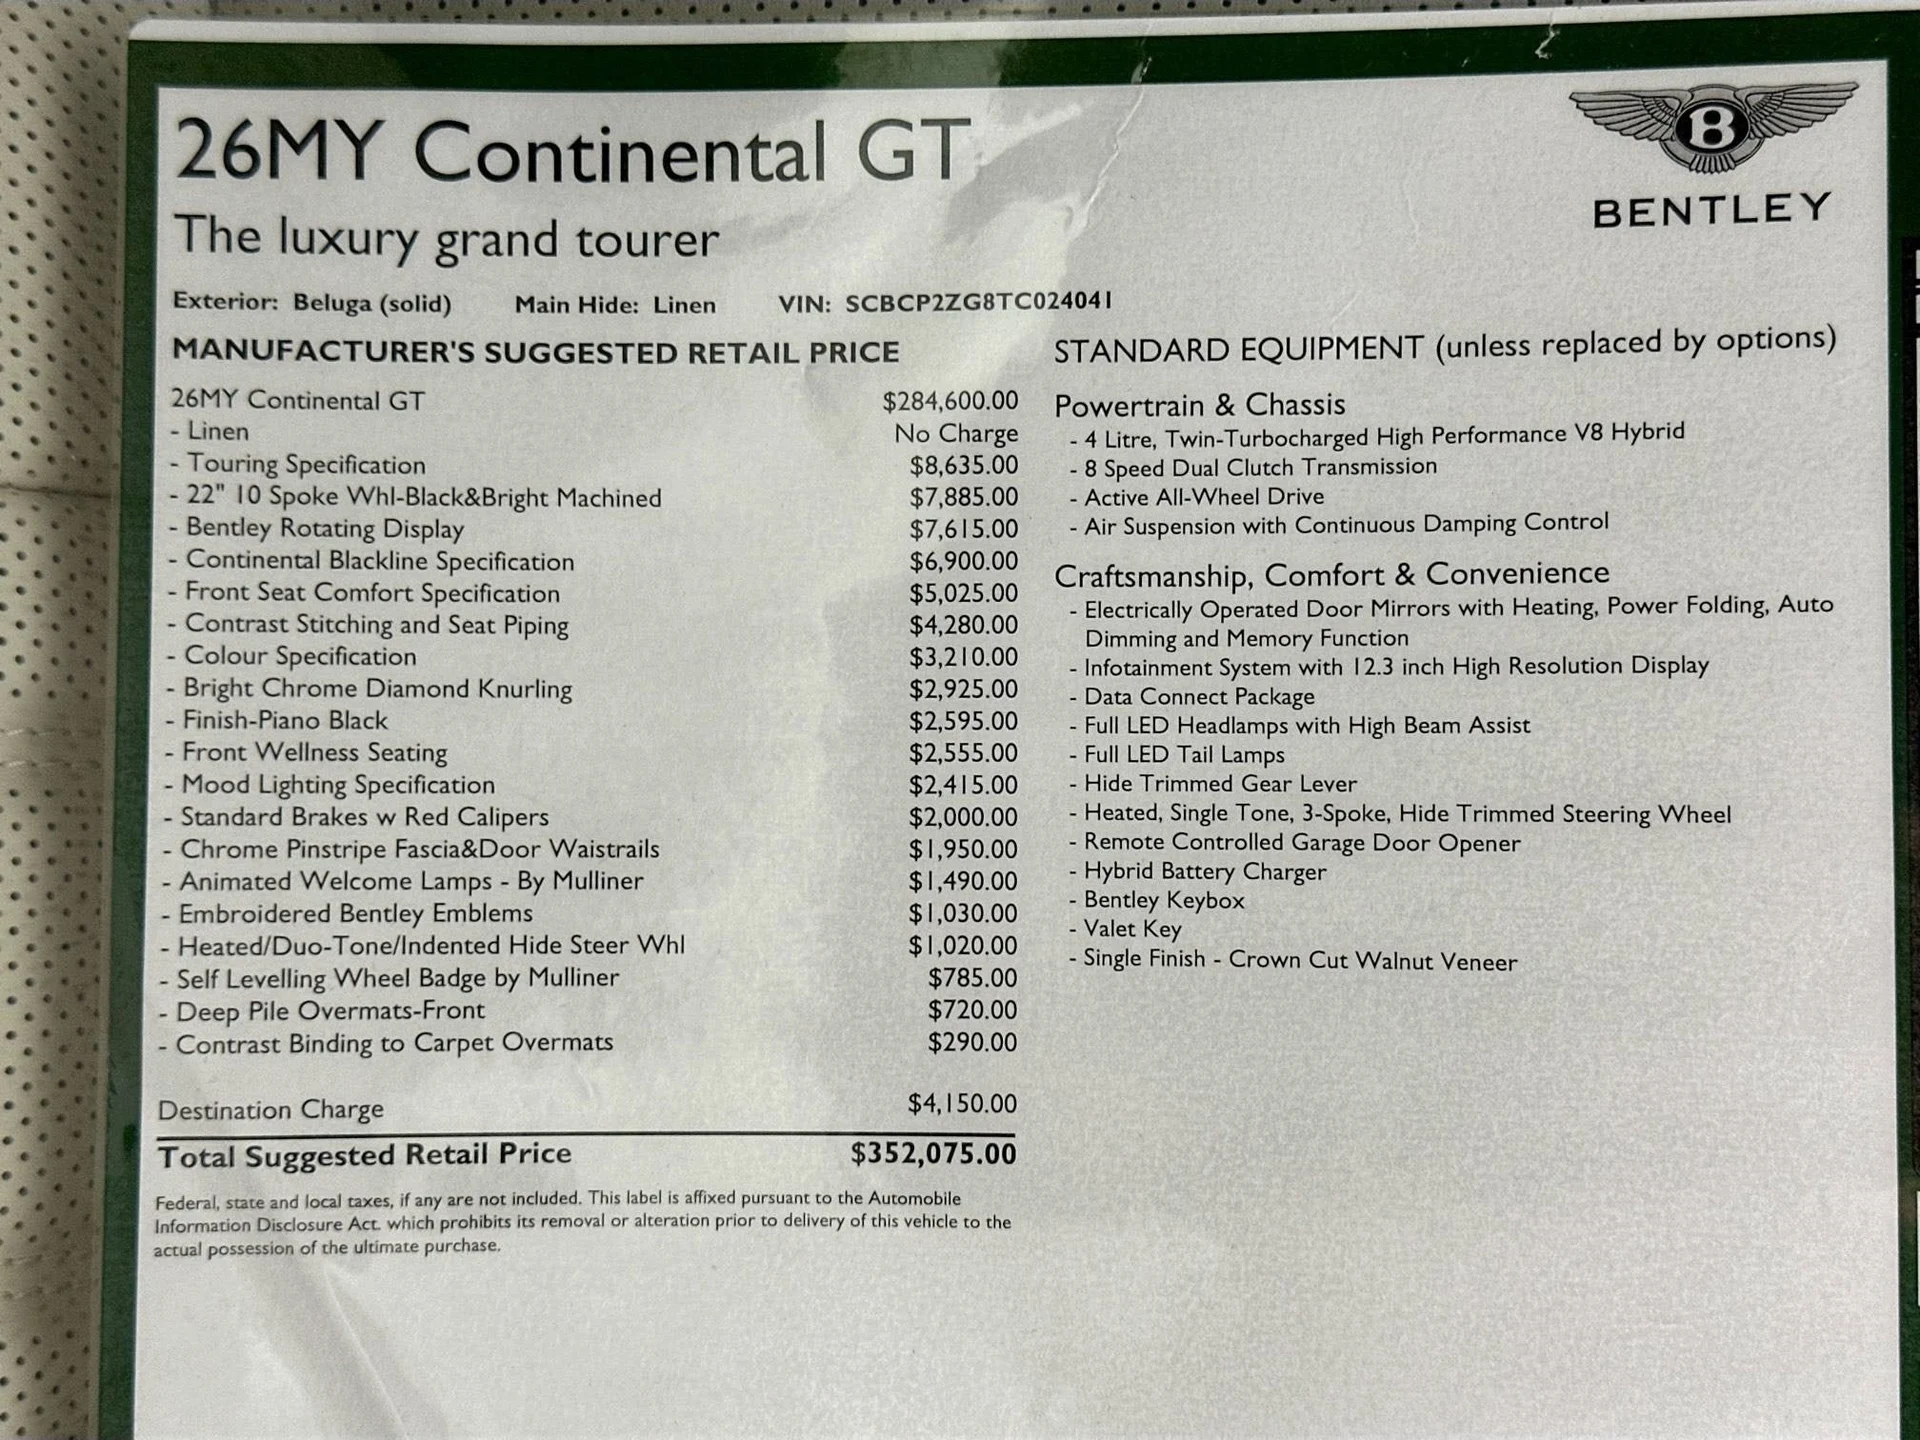 26MY Continental GT
The luxury grand tourer
B
BENTLEY
Exterior: Beluga (solid) Main Hide: Linen VIN: SCBCP2ZG8TC024041
MANUFACTURER'S SUGGESTED RETAIL PRICE
26MY Continental GT $284,600.00
- Linen No Charge
- Touring Specification $8,635.00
- 22" 10 Spoke Whl-Black&Bright Machined $7,885.00
- Bentley Rotating Display $7,615.00
- Continental Blackline Specification $6,900.00
- Front Seat Comfort Specification $5,025.00
- Contrast Stitching and Seat Piping $4,280.00
- Colour Specification $3,210.00
- Bright Chrome Diamond Knurling $2,925.00
- Finish-Piano Black $2,595.00
- Front Wellness Seating $2,555.00
- Mood Lighting Specification $2,415.00
- Standard Brakes w Red Calipers $2,000.00
- Chrome Pinstripe Fascia&Door Waistrails $1,950.00
- Animated Welcome Lamps - By Mulliner $1,490.00
- Embroidered Bentley Emblems $1,030.00
- Heated/Duo-Tone/Indented Hide Steer Whl $1,020.00
- Self Levelling Wheel Badge by Mulliner $785.00
- Deep Pile Overmats-Front $720.00
- Contrast Binding to Carpet Overmats $290.00
Destination Charge $4,150.00
Total Suggested Retail Price $352,075.00
Federal, state and local taxes, if any are not included. This label is affixed pursuant to the Automobile
Information Disclosure Act. which prohibits its removal or alteration prior to delivery of this vehicle to the
actual possession of the ultimate purchase.
STANDARD EQUIPMENT (unless replaced by options)
Powertrain & Chassis
- 4 Litre, Twin-Turbocharged High Performance V8 Hybrid
- 8 Speed Dual Clutch Transmission
- Active All-Wheel Drive
- Air Suspension with Continuous Damping Control
Craftsmanship, Comfort & Convenience
- Electrically Operated Door Mirrors with Heating, Power Folding, Auto
Dimming and Memory Function
- Infotainment System with 12.3 inch High Resolution Display
- Data Connect Package
- Full LED Headlamps with High Beam Assist
- Full LED Tail Lamps
- Hide Trimmed Gear Lever
- Heated, Single Tone, 3-Spoke, Hide Trimmed Steering Wheel
- Remote Controlled Garage Door Opener
- Hybrid Battery Charger
- Bentley Keybox
- Valet Key
- Single Finish - Crown Cut Walnut Veneer